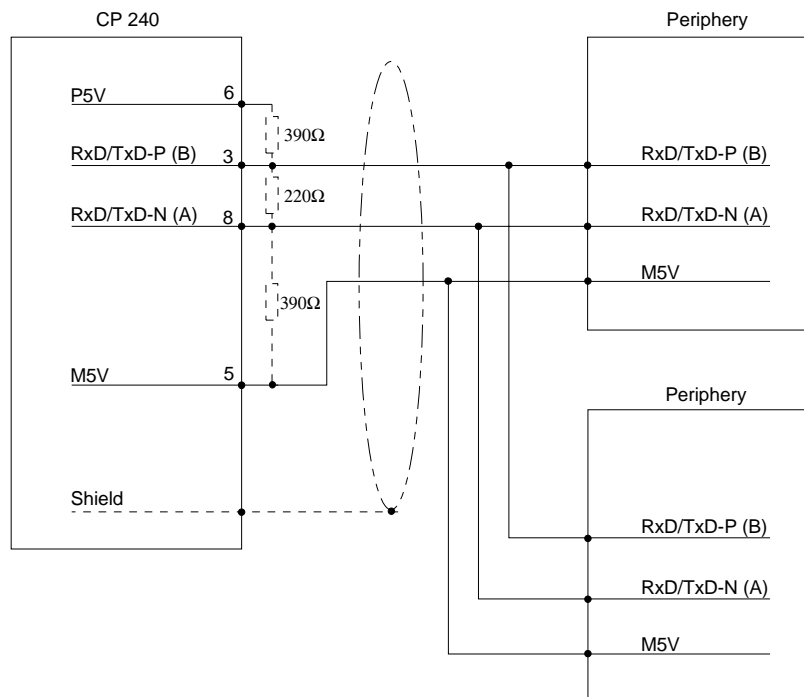 CP 240
Periphery
P5V
6
390Ω
RxD/TxD-P (B)
3
RxD/TxD-P (B)
220Ω
RxD/TxD-N (A)
8
RxD/TxD-N (A)
M5V
390Ω
M5V
5
Periphery
Shield
RxD/TxD-P (B)
RxD/TxD-N (A)
M5V